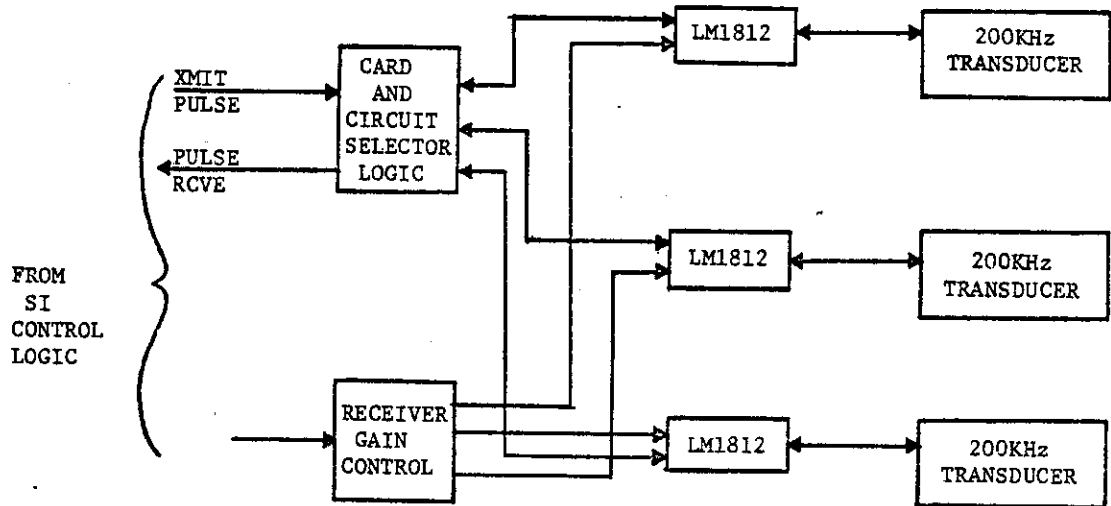 XMIT
PULSE
PULSE
RCVE
FROM
SI
CONTROL
LOGIC
CARD
AND
CIRCUIT
SELECTOR
LOGIC
RECEIVER
GAIN
CONTROL
LM1812
200KHz
TRANSDUCER
LM1812
200KHz
TRANSDUCER
LM1812
200KHz
TRANSDUCER